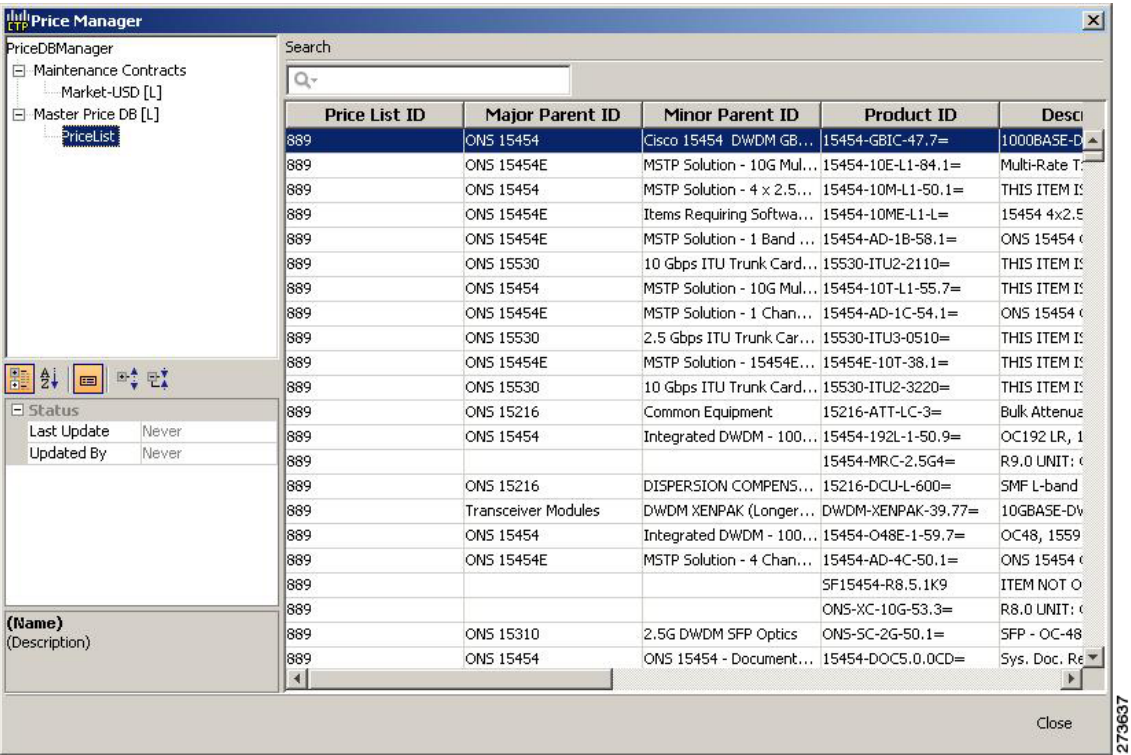 CTP Price Manager
PriceDBManager
Maintenance Contracts
Market-USD [L]
Master Price DB [L]
PriceList
Status
Last Update Never
Updated By Never
(Name)
(Description)
Search
Price List ID Major Parent ID Minor Parent ID Product ID Descr
889 ONS 15454 Cisco 15454 DWDM GB... 15454-GBIC-47.7= 1000BASE-D
889 ONS 15454E MSTP Solution - 10G Mul... 15454-10E-L1-84.1= Multi-Rate T
889 ONS 15454 MSTP Solution - 4 x 2.5... 15454-10M-L1-50.1= THIS ITEM IS
889 ONS 15454E Items Requiring Softwa... 15454-10ME-L1-L= 15454 4x2.5
889 ONS 15454E MSTP Solution - 1 Band ... 15454-AD-1B-58.1= ONS 15454
889 ONS 15530 10 Gbps ITU Trunk Card... 15530-ITU2-2110= THIS ITEM IS
889 ONS 15454 MSTP Solution - 10G Mul... 15454-10T-L1-55.7= THIS ITEM IS
889 ONS 15454E MSTP Solution - 1 Chan... 15454-AD-1C-54.1= ONS 15454
889 ONS 15530 2.5 Gbps ITU Trunk Car... 15530-ITU3-0510= THIS ITEM IS
889 ONS 15454E MSTP Solution - 15454E... 15454E-10T-38.1= THIS ITEM IS
889 ONS 15530 10 Gbps ITU Trunk Card... 15530-ITU2-3220= THIS ITEM IS
889 ONS 15216 Common Equipment 15216-ATT-LC-3= Bulk Attenua
889 ONS 15454 Integrated DWDM - 100... 15454-192L-1-50.9= OC192 LR, 1
889 15454-MRC-2.5G4= R9.0 UNIT:
889 ONS 15216 DISPERSION COMPENS... 15216-DCU-L-600= SMF L-band
889 Transceiver Modules DWDM XENPAK (Longer... DWDM-XENPAK-39.77= 10GBASE-DW
889 ONS 15454 Integrated DWDM - 100... 15454-O48E-1-59.7= OC48, 1559
889 ONS 15454E MSTP Solution - 4 Chan... 15454-AD-4C-50.1= ONS 15454
889 SF15454-R8.5.1K9 ITEM NOT O
889 ONS-XC-10G-53.3= R8.0 UNIT:
889 ONS 15310 2.5G DWDM SFP Optics ONS-SC-2G-50.1= SFP - OC-48
889 ONS 15454 ONS 15454 - Document... 15454-DOC5.0.0CD= Sys. Doc. Re
Close
273637